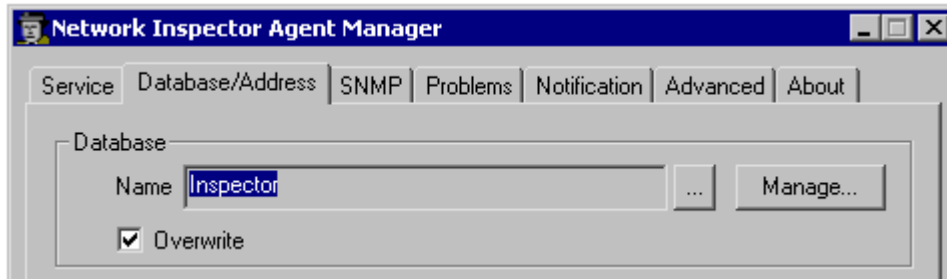 Network Inspector Agent Manager
Service Database/Address SNMP Problems Notification Advanced About
Database
Name Inspector ... Manage...
Overwrite